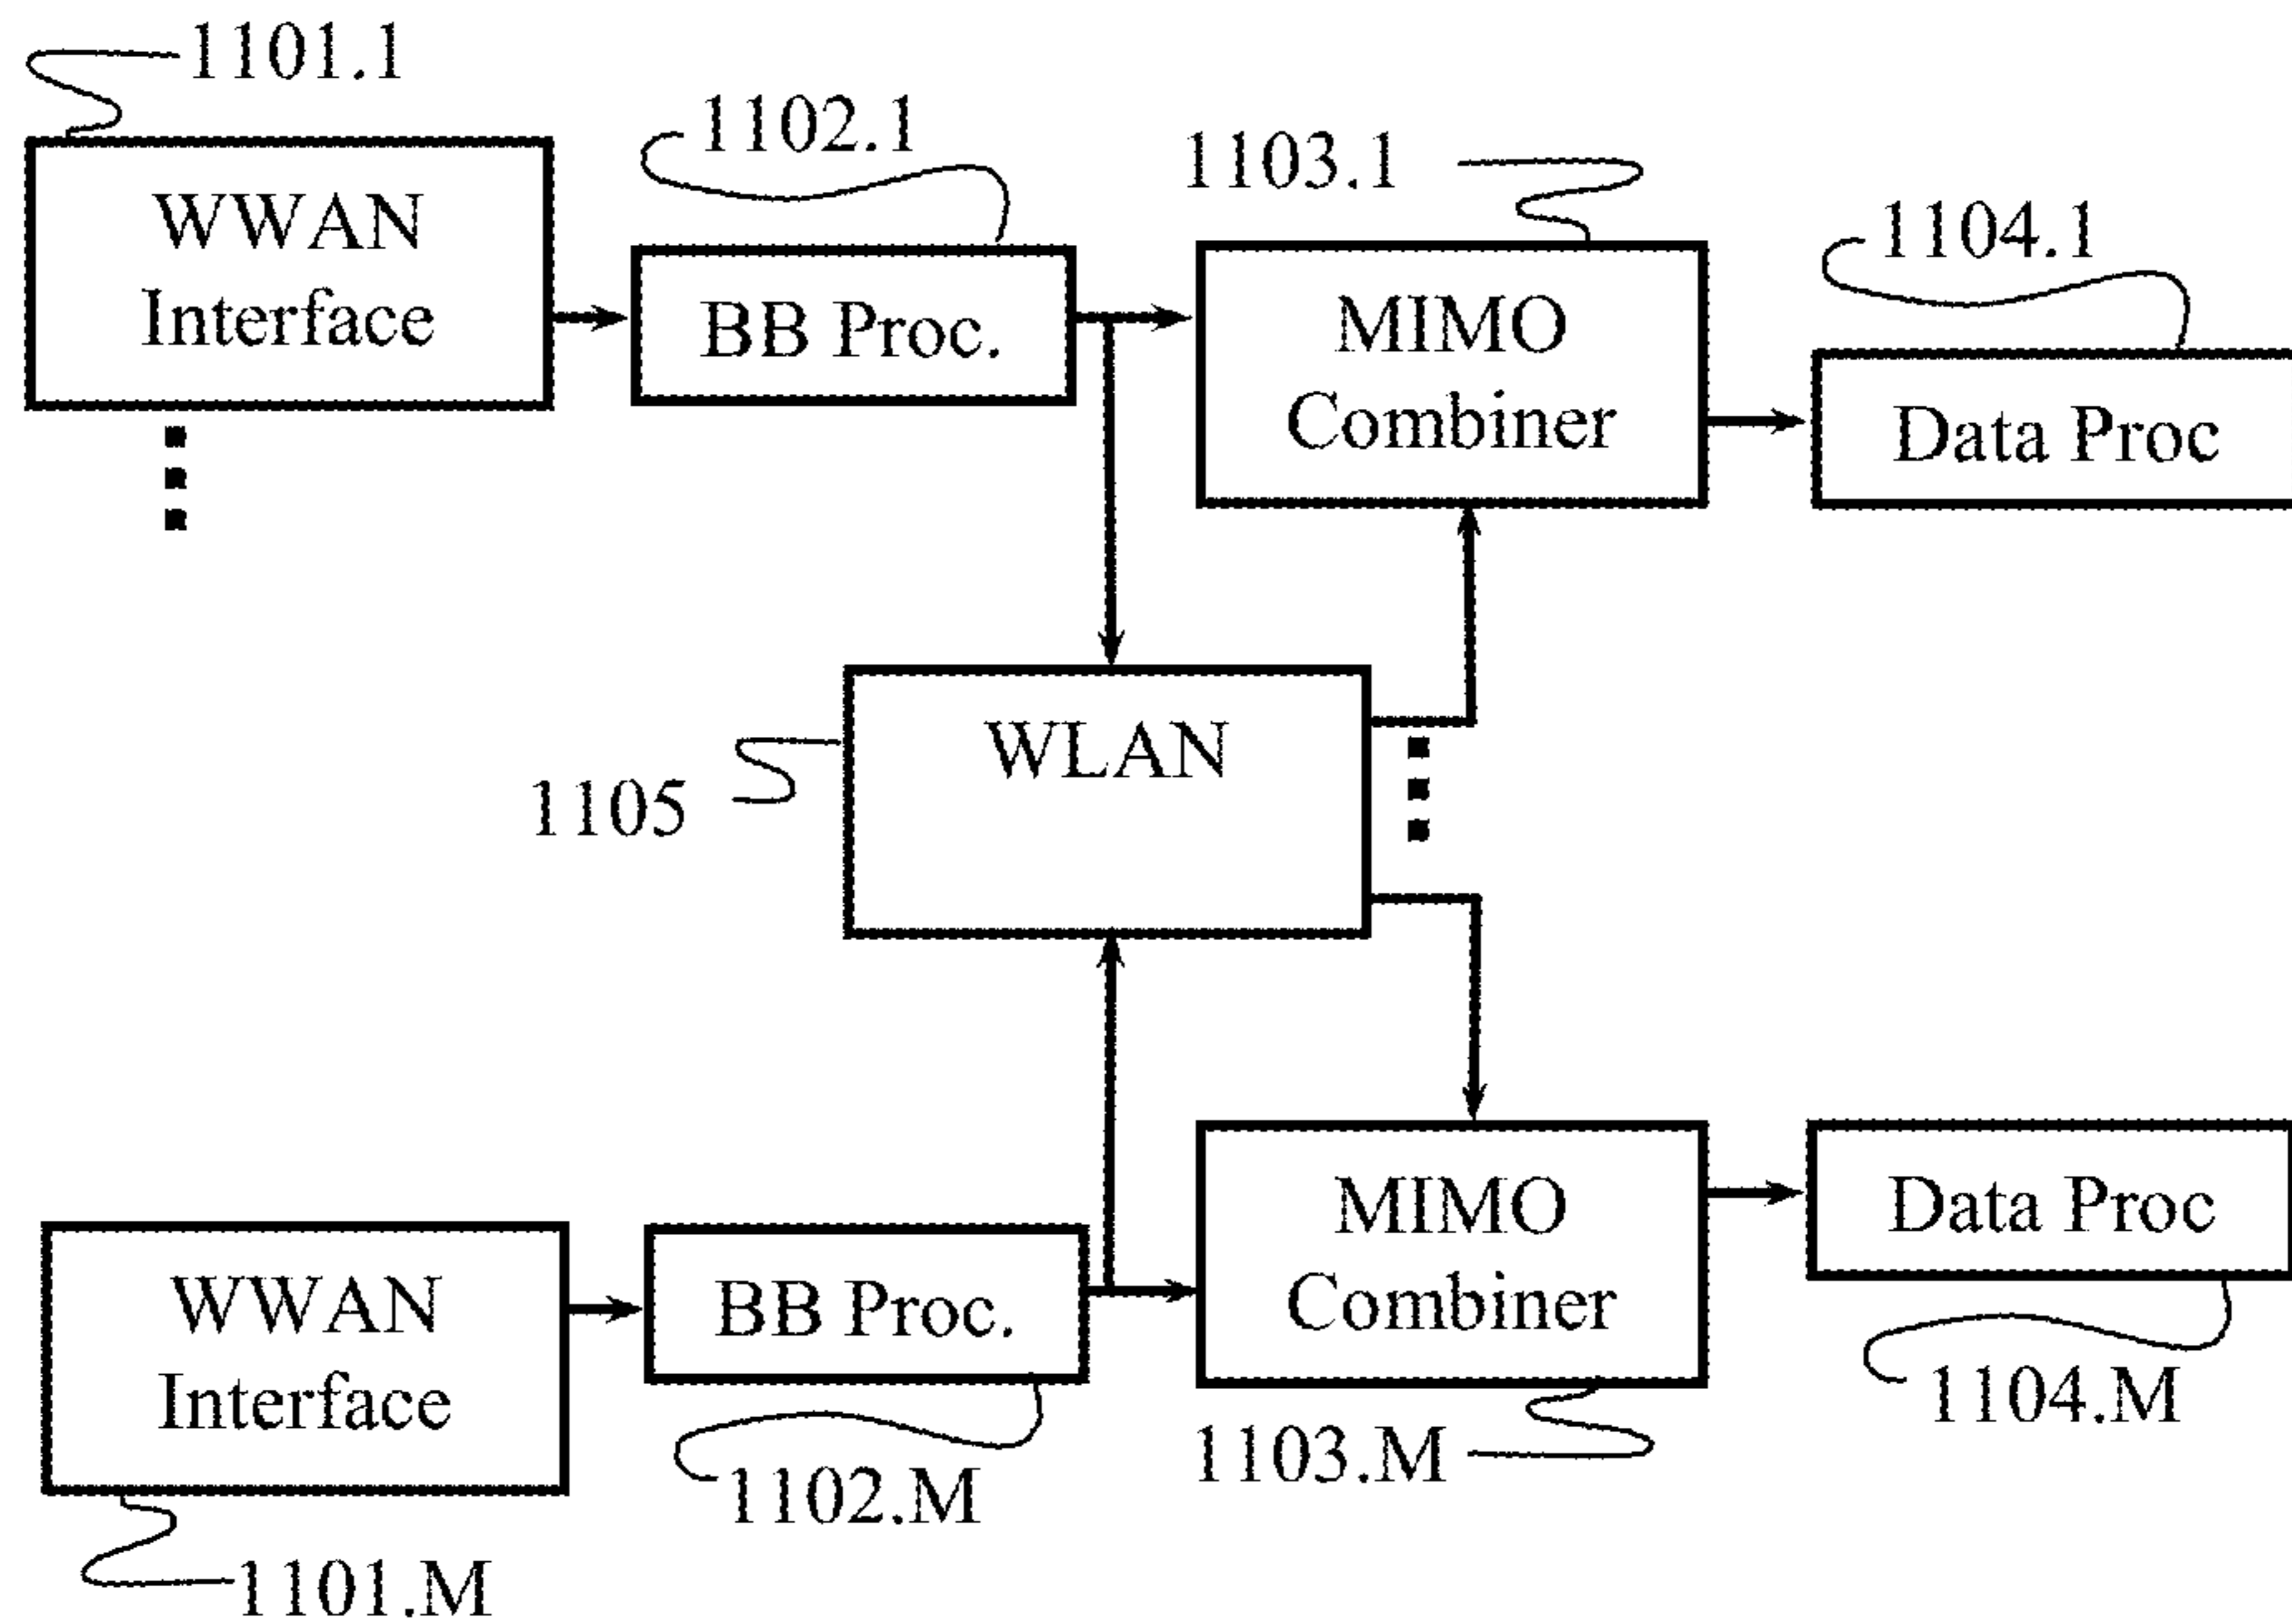 1101.1
1102.1
1103.1
1104.1
WWAN
Interface
BB Proc.
MIMO
Combiner
Data Proc
WLAN
1105
WWAN
Interface
BB Proc.
MIMO
Combiner
Data Proc
1101.M
1102.M
1103.M
1104.M